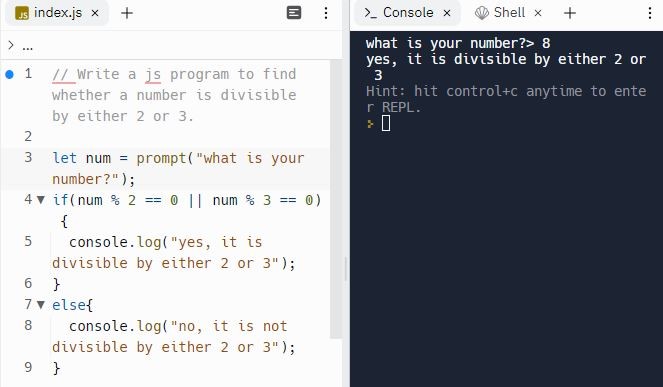 index.js
...
1 // Write a js program to find
whether a number is divisible
by either 2 or 3.
2
3 let num = prompt("what is your
number?");
4 if(num % 2 == 0 || num % 3 == 0)
{
5 console.log("yes, it is
divisible by either 2 or 3");
6 }
7 else{
8 console.log("no, it is not
divisible by either 2 or 3");
9 }
>_ Console × Shell × +
what is your number?> 8
yes, it is divisible by either 2 or
3
Hint: hit control+c anytime to ente
r REPL.